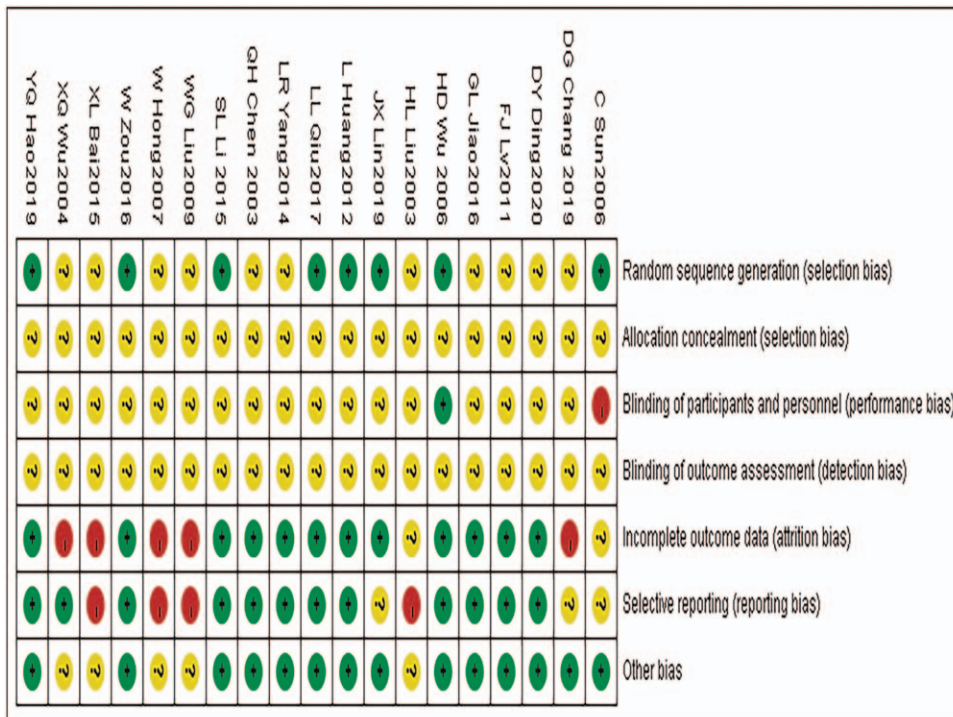 YQ Hao2019
XQ Wu2004
XL Bai2015
W Zou2016
W Hong2007
WG Liu2009
SL Li 2015
QH Chen 2003
LR Yang2014
LL Qiu2017
L Huang2012
JX Lin2019
HL Liu2003
HD Wu 2006
GL Jiao2016
FJ Lv2011
DY Ding2020
DG Chang 2019
C Sun2006
+ ? ? + ? ? + ? ? + + + ? + ? ? ? ? + Random sequence generation (selection bias)
? ? ? ? ? ? ? ? ? ? ? ? ? ? ? ? ? ? ? Allocation concealment (selection bias)
? ? ? ? ? ? ? ? ? ? ? ? ? + ? ? ? ? - Blinding of participants and personnel (performance bias)
? ? ? ? ? ? ? ? ? ? ? ? ? ? ? ? ? ? ? Blinding of outcome assessment (detection bias)
+ - - + - - + + + + + + ? + + + + - ? Incomplete outcome data (attrition bias)
+ + - + - - + + + + + ? - + + + + ? ? Selective reporting (reporting bias)
+ ? ? + ? ? + + + + + + ? + + + + + + Other bias